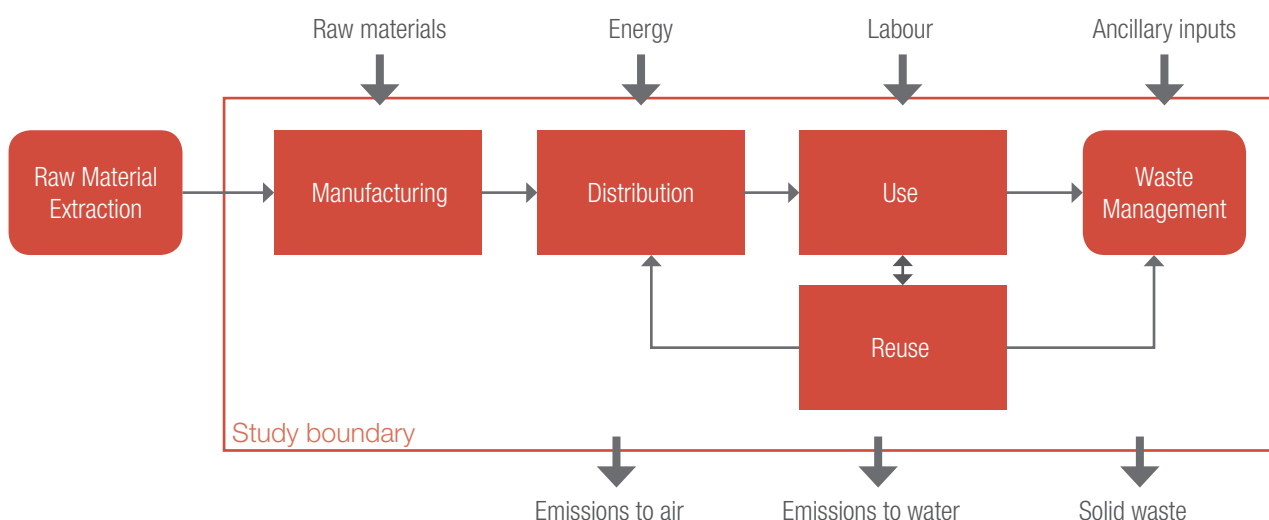 Raw materials
Energy
Labour
Ancillary inputs
Raw Material
Extraction
Manufacturing
Distribution
Use
Waste
Management
Reuse
Study boundary
Emissions to air
Emissions to water
Solid waste